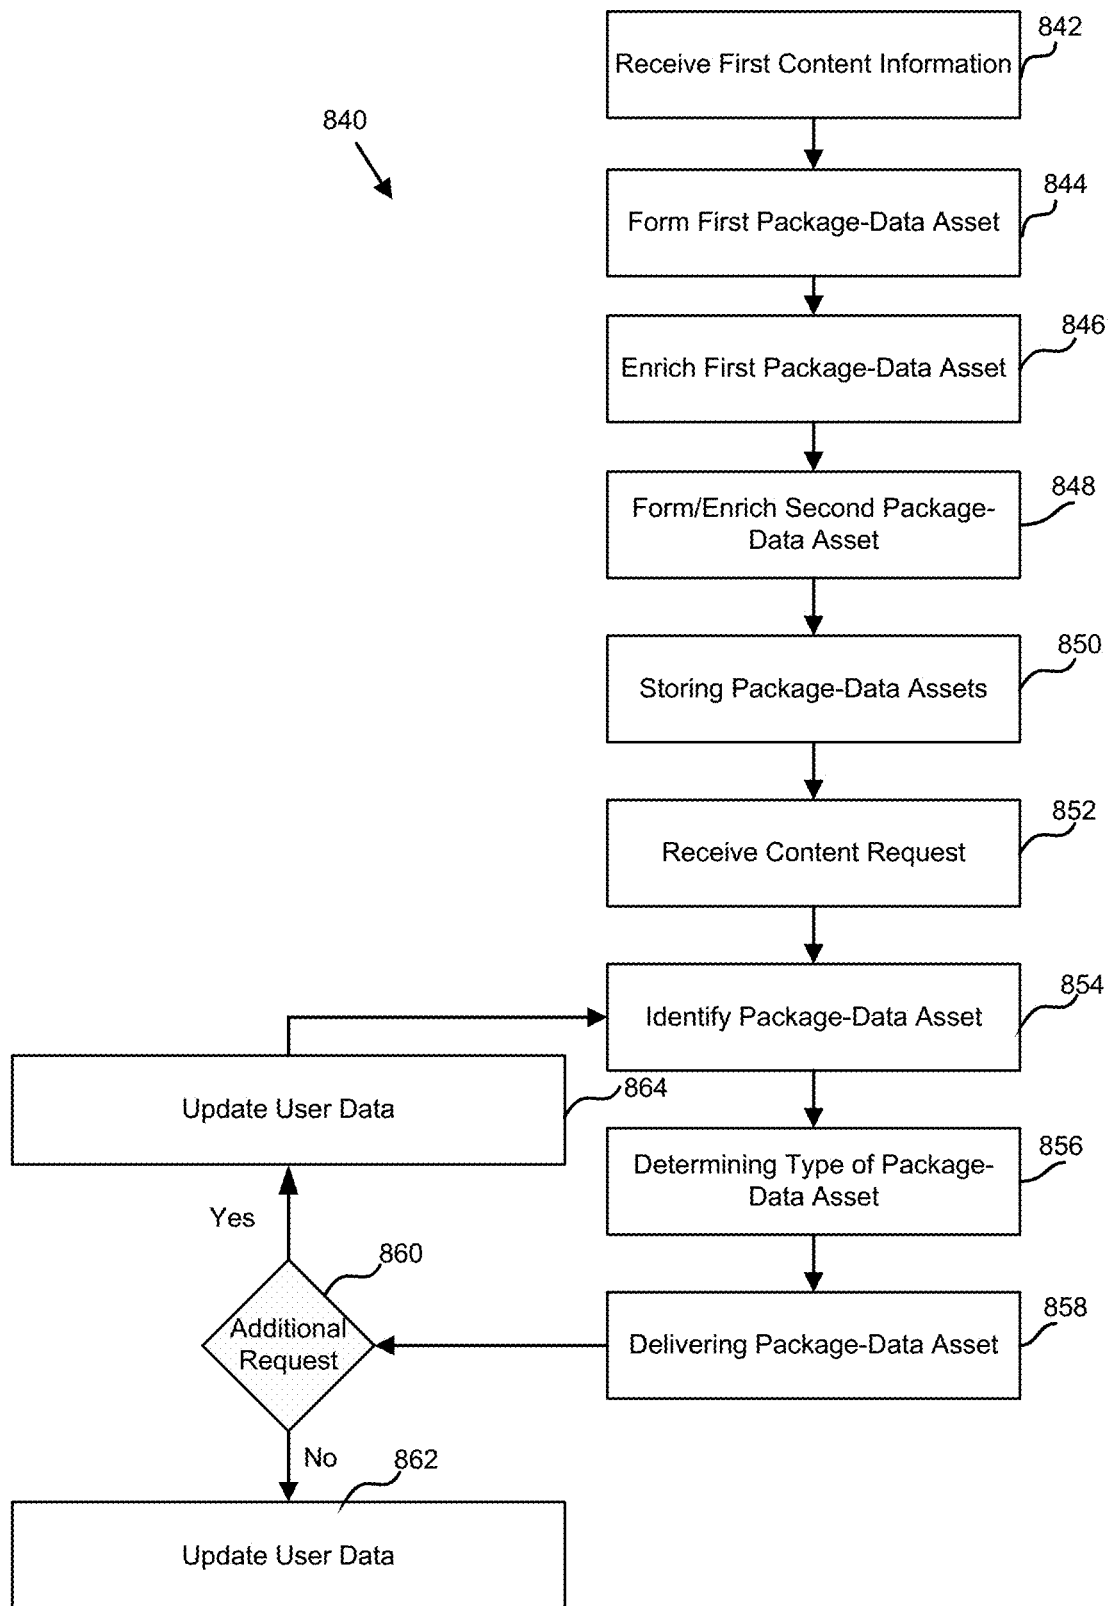 842
Receive First Content Information
840
844
Form First Package-Data Asset
846
Enrich First Package-Data Asset
848
Form/Enrich Second Package-
Data Asset
850
Storing Package-Data Assets
852
Receive Content Request
854
Identify Package-Data Asset
864
Update User Data
856
Determining Type of Package-
Data Asset
Yes
860
858
Additional
Request
Delivering Package-Data Asset
No
862
Update User Data